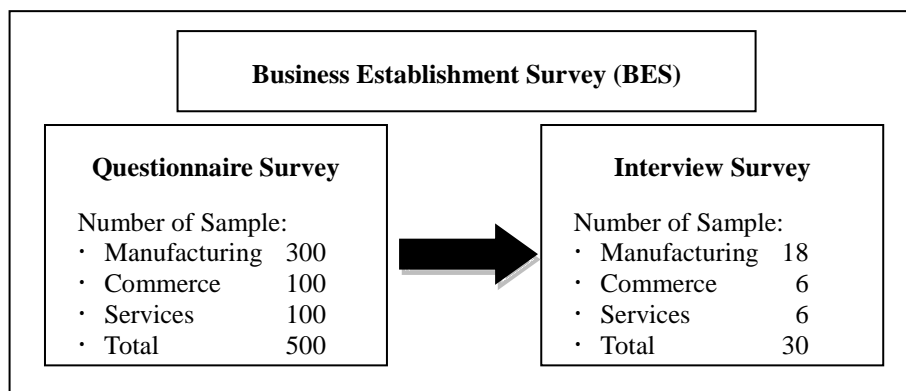 Business Establishment Survey (BES)
Questionnaire Survey
Number of Sample:
・ Manufacturing 300
・ Commerce 100
・ Services 100
・ Total 500
Interview Survey
Number of Sample:
・ Manufacturing 18
・ Commerce 6
・ Services 6
・ Total 30